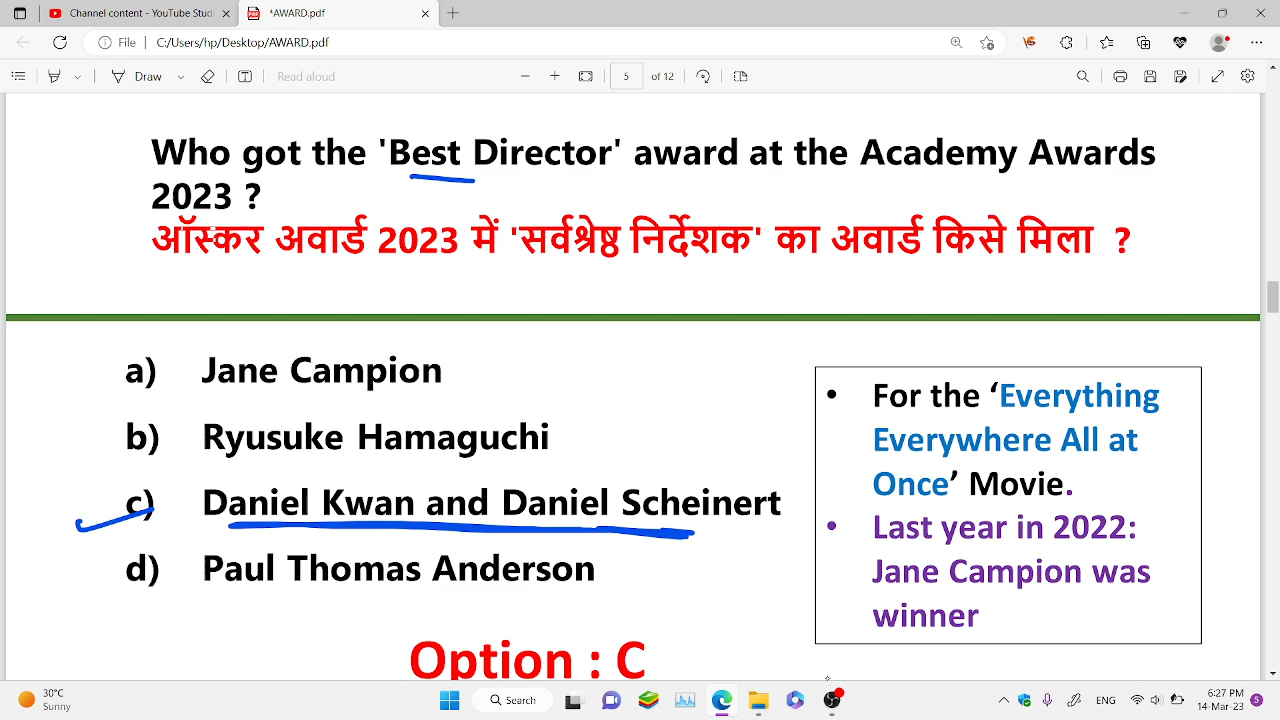 Channel content - YouTube Stud
*AWARD.pdf
File C:/Users/hp/Desktop/AWARD.pdf
Draw Read aloud 5 of 12
Who got the 'Best Director' award at the Academy Awards
2023 ?
ऑस्कर अवार्ड 2023 में 'सर्वश्रेष्ठ निर्देशक' का अवार्ड किसे मिला ?
a) Jane Campion
b) Ryusuke Hamaguchi
c) Daniel Kwan and Daniel Scheinert
d) Paul Thomas Anderson
• For the ‘Everything
Everywhere All at
Once’ Movie.
• Last year in 2022:
Jane Campion was
winner
Option : C
30°C
Sunny
Search
ENG
6:27 PM
14-Mar-23
5